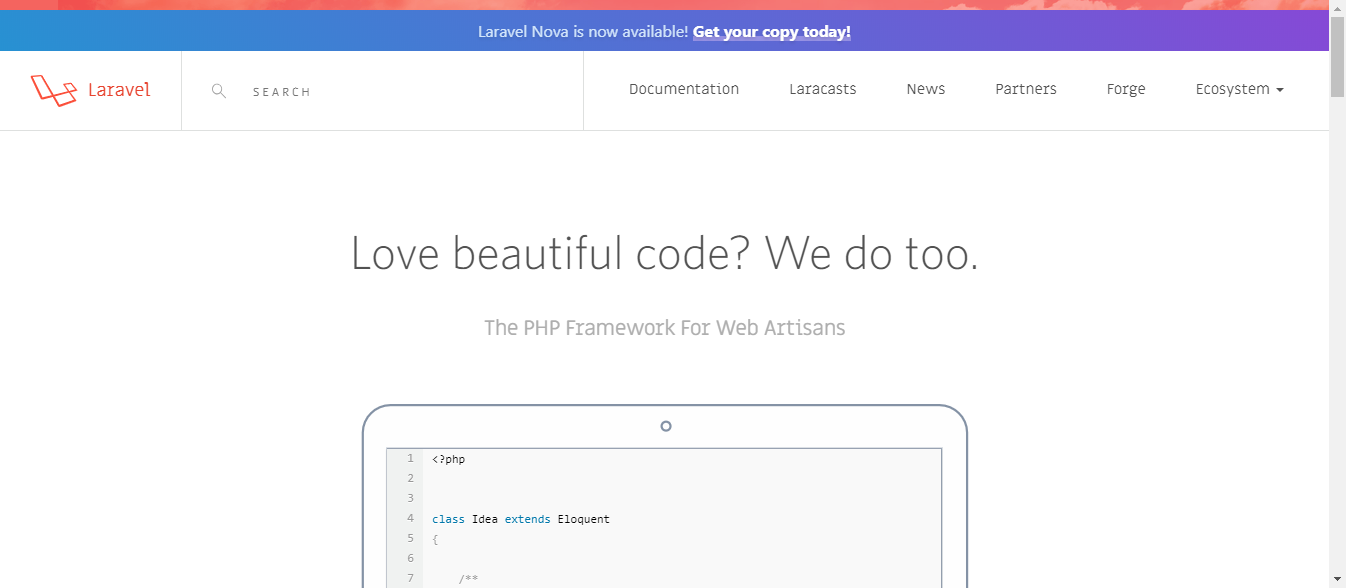 Laravel Nova is now available! Get your copy today!
Laravel
SEARCH
Documentation
Laracasts
News
Partners
Forge
Ecosystem
Love beautiful code? We do too.
The PHP Framework For Web Artisans
1 <?php
2
3
4 class Idea extends Eloquent
5 {
6
7 /**